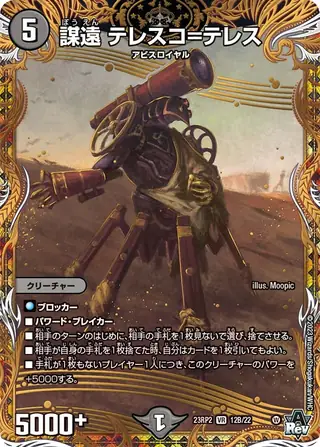 5
ぼうえん
謀遠 テレスコ=テレス
アビスロイヤル
illus. Moopic
クリーチャー
ブロッカー
■パワード・ブレイカー
■相手のターンのはじめに、相手の手札を1枚見ないで選び、捨てさせる。
■相手が自身の手札を1枚捨てた時、自分はカードを1枚引いてもよい。
■手札が1枚もないプレイヤー1人につき、このクリーチャーのパワーを
+5000する。
5000+
23RP2 VR 12B/22
Rev